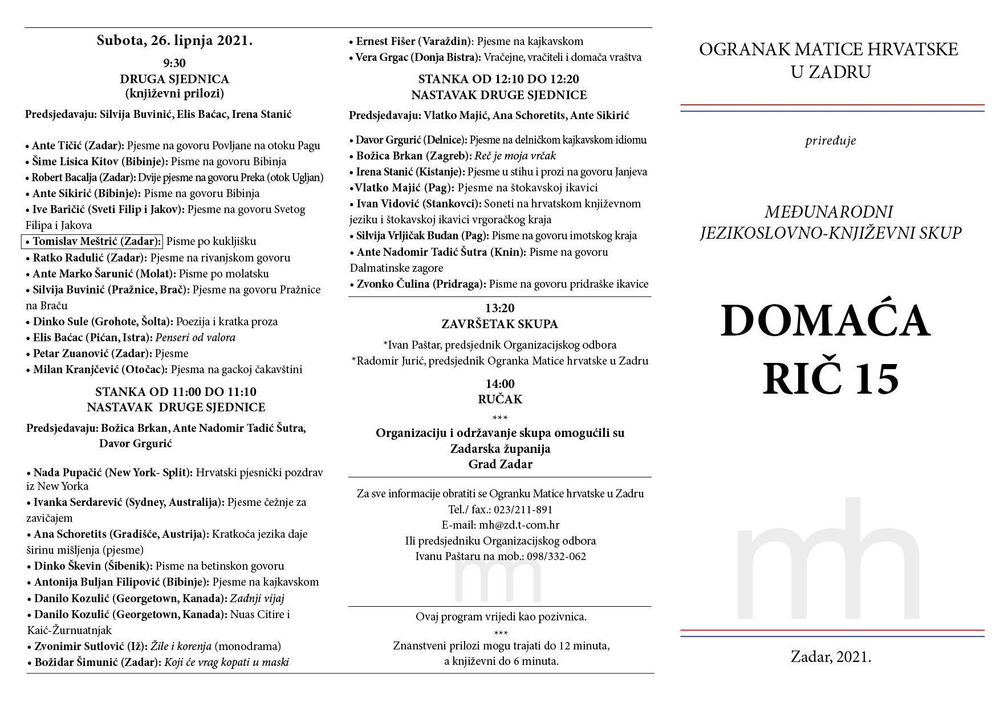 Subota, 26. lipnja 2021.
9:30
DRUGA SJEDNICA
(književni prilozi)
Predsjedavaju: Silvija Buvinić, Elis Baćac, Irena Stanić
• Ante Tičić (Zadar): Pjesme na govoru Povljane na otoku Pagu
• Šime Lisica Kitov (Bibinje): Pisme na govoru Bibinja
• Robert Bacalja (Zadar): Dvije pjesme na govoru Preka (otok Ugljan)
• Ante Sikirić (Bibinje): Pisme na govoru Bibinja
• Ive Baričić (Sveti Filip i Jakov): Pjesme na govoru Svetog
Filipa i Jakova
• Tomislav Meštrić (Zadar): Pisme po kukljišku
• Ratko Radulić (Zadar): Pjesme na rivanjskom govoru
• Ante Marko Šarunić (Molat): Pisme po molatsku
• Silvija Buvinić (Pražnice, Brač): Pjesme na govoru Pražnice
na Braču
• Dinko Sule (Grohote, Šolta): Poezija i kratka proza
• Elis Baćac (Pićan, Istra): Penseri od valora
• Petar Zuanović (Zadar): Pjesme
• Milan Kranjčević (Otočac): Pjesma na gackoj čakavštini
STANKA OD 11:00 DO 11:10
NASTAVAK DRUGE SJEDNICE
Predsjedavaju: Božica Brkan, Ante Nadomir Tadić Šutra,
Davor Grgurić
• Nada Pupačić (New York- Split): Hrvatski pjesnički pozdrav
iz New Yorka
• Ivanka Serdarević (Sydney, Australija): Pjesme čežnje za
zavičajem
• Ana Schoretits (Gradišće, Austrija): Kratkoća jezika daje
širinu mišljenja (pjesme)
• Dinko Škevin (Šibenik): Pisme na betinskon govoru
• Antonija Buljan Filipović (Bibinje): Pjesme na kajkavskom
• Danilo Kozulić (Georgetown, Kanada): Zadnji vijaj
• Danilo Kozulić (Georgetown, Kanada): Nuas Citire i
Kaić-Žurnuatnjak
• Zvonimir Sutlović (Iž): Žile i korenja (monodrama)
• Božidar Šimunić (Zadar): Koji će vrag kopati u maski
• Ernest Fišer (Varaždin): Pjesme na kajkavskom
• Vera Grgac (Donja Bistra): Vračejne, vračiteli i domača vraštva
STANKA OD 12:10 DO 12:20
NASTAVAK DRUGE SJEDNICE
Predsjedavaju: Vlatko Majić, Ana Schoretits, Ante Sikirić
• Davor Grgurić (Delnice): Pjesme na delničkom kajkavskom idiomu
• Božica Brkan (Zagreb): Reč je moja vrčak
• Irena Stanić (Kistanje): Pjesme u stihu i prozi na govoru Janjeva
•Vlatko Majić (Pag): Pjesme na štokavskoj ikavici
• Ivan Vidović (Stankovci): Soneti na hrvatskom književnom
jeziku i štokavskoj ikavici vrgoračkog kraja
• Silvija Vrljičak Budan (Pag): Pisme na govoru imotskog kraja
• Ante Nadomir Tadić Šutra (Knin): Pisme na govoru
Dalmatinske zagore
• Zvonko Čulina (Pridraga): Pisme na govoru pridraške ikavice
13:20
ZAVRŠETAK SKUPA
*Ivan Paštar, predsjednik Organizacijskog odbora
*Radomir Jurić, predsjednik Ogranka Matice hrvatske u Zadru
14:00
RUČAK
***
Organizaciju i održavanje skupa omogućili su
Zadarska županija
Grad Zadar
Za sve informacije obratiti se Ogranku Matice hrvatske u Zadru
Tel./ fax.: 023/211-891
E-mail: mh@zd.t-com.hr
Ili predsjedniku Organizacijskog odbora
Ivanu Paštaru na mob.: 098/332-062
mh
Ovaj program vrijedi kao pozivnica.
***
Znanstveni prilozi mogu trajati do 12 minuta,
a književni do 6 minuta.
OGRANAK MATICE HRVATSKE
U ZADRU
priređuje
MEĐUNARODNI
JEZIKOSLOVNO-KNJIŽEVNI SKUP
DOMAĆA
RIČ 15
mh
Zadar, 2021.